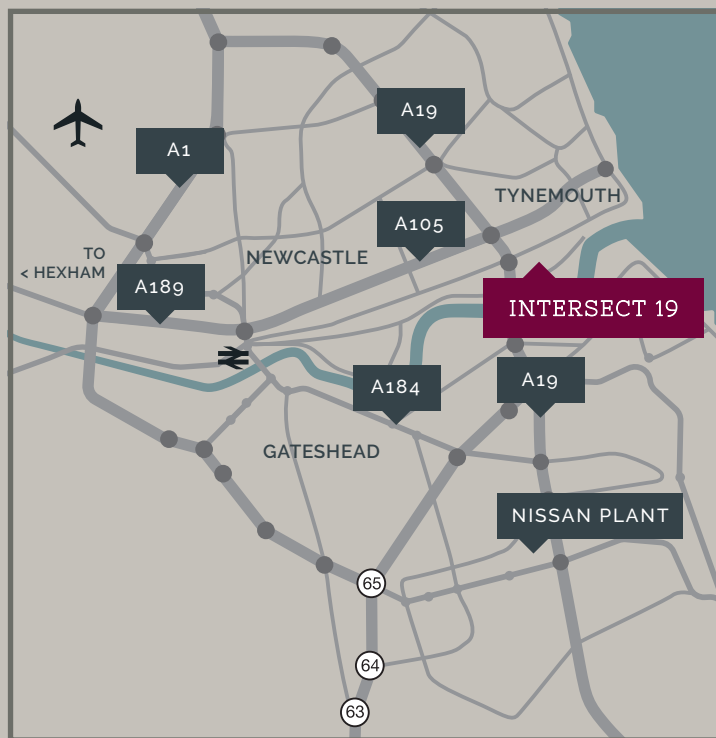 A19
A1
TYNEMOUTH
A105
NEWCASTLE
TO
< HEXHAM
A189
INTERSECT 19
A19
A184
GATESHEAD
NISSAN PLANT
65
64
63